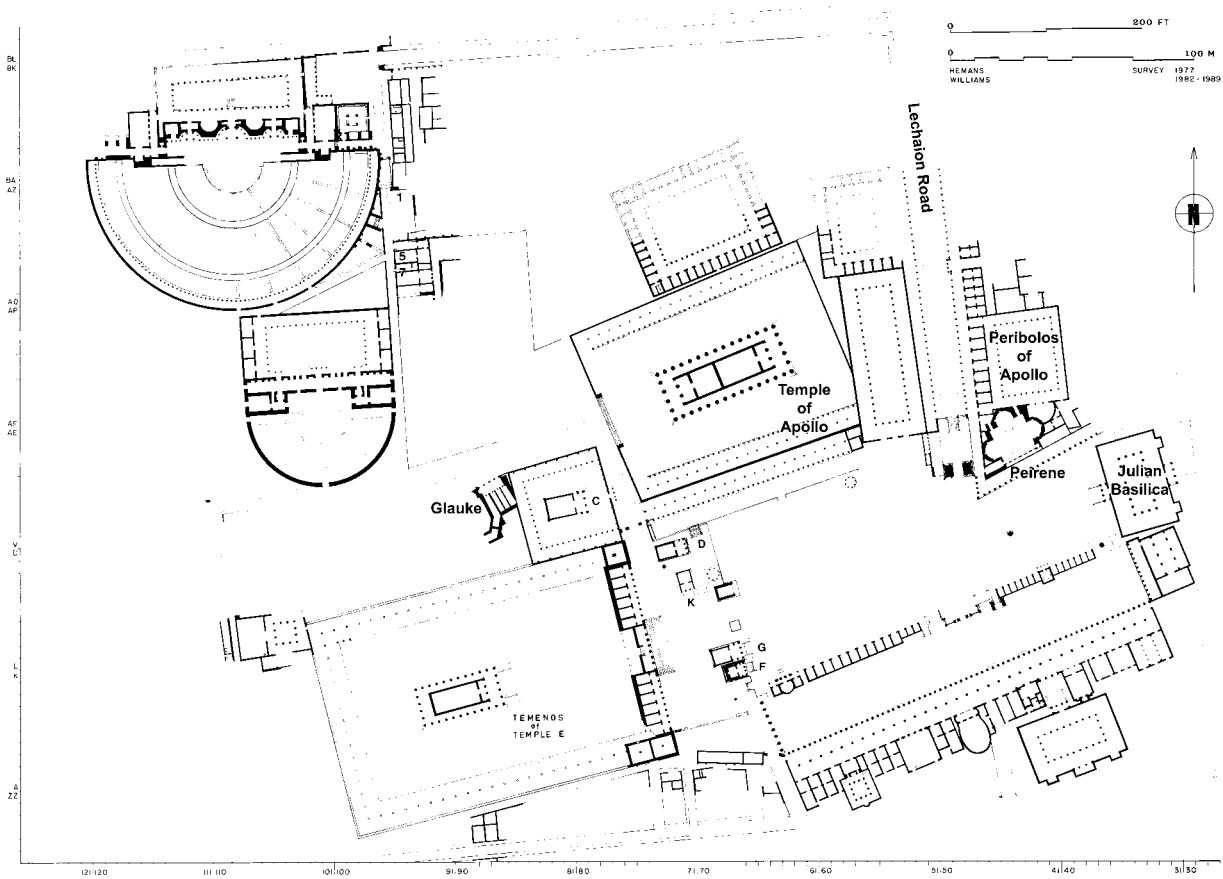 0 200 FT
0 100 M
HEMANS SURVEY 1977
WILLIAMS 1982-1989
BL
BK
BA
AZ
AQ
AP
AF
AE
V
L
K
A
ZZ
N
Lechaion Road
1
5
7
Peribolos
of
Apollo
Temple
of
Apollo
Peirene
Julian
Basilica
Glauke
C
D
K
G
F
TEMENOS
of
TEMPLE E
121:120 111:110 101:100 91:90 81:80 71:70 61:60 51:50 41:40 31:30